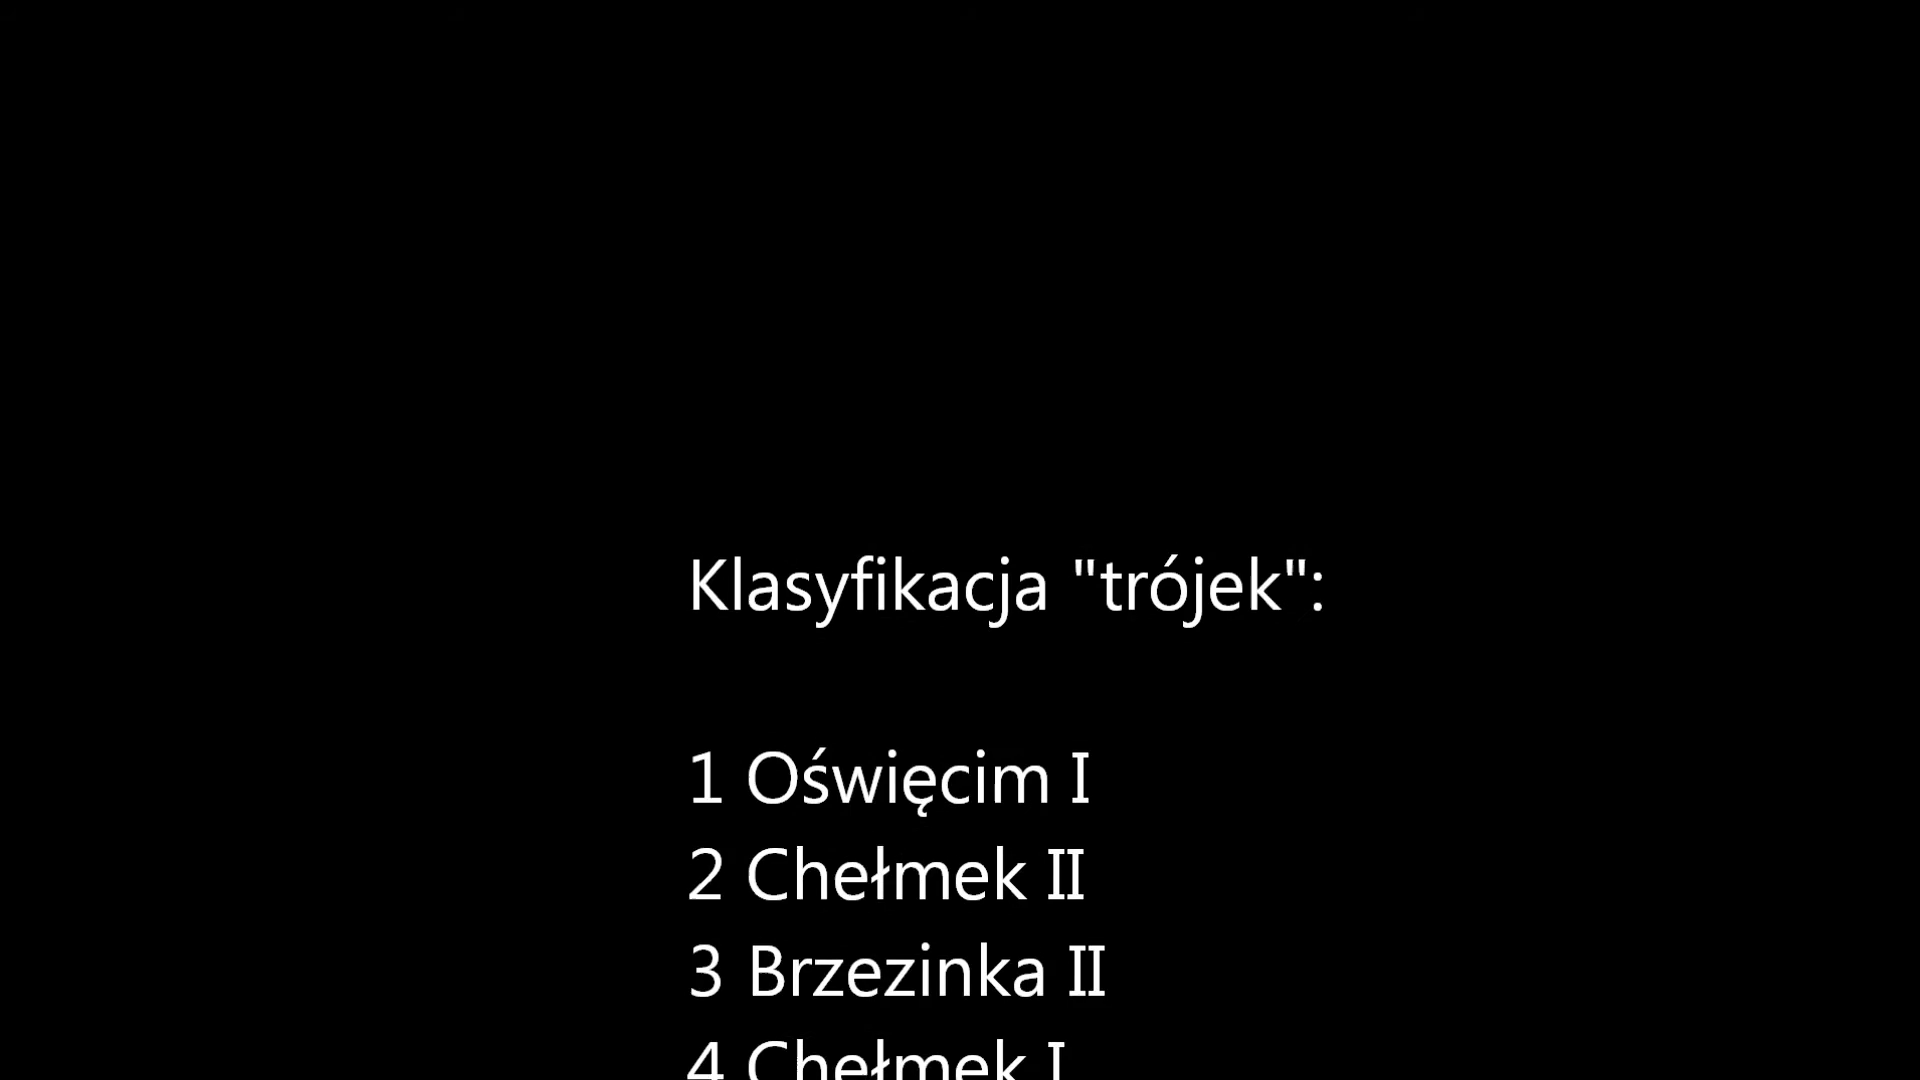 Klasyfikacja "trójek":
1 Oświęcim I
2 Chełmek II
3 Brzezinka II
4 Chełmek I